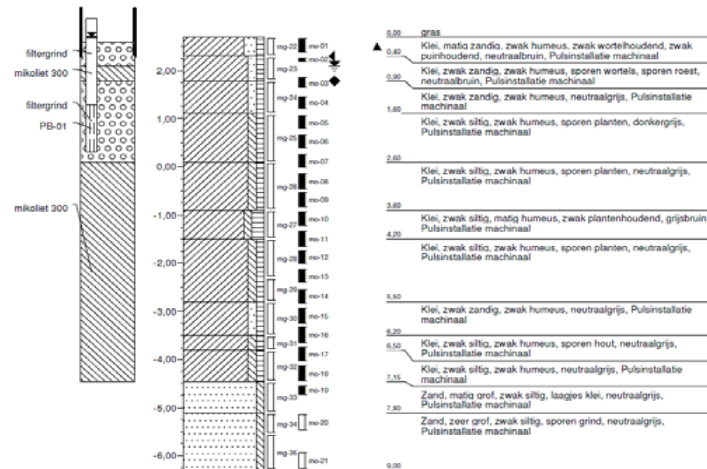 filtergrind
mikoliet 300
filtergrind
PB-01
mikoliet 300
2,00
1,00
0,00
-1,00
-2,00
-3,00
-4,00
-5,00
-6,00
mg-22
mg-23
mg-24
mg-25
mg-26
mg-27
mg-28
mg-29
mg-30
mg-31
mg-32
mg-33
mg-34
mg-35
mo-01
mo-02
mo-03
mo-04
mo-05
mo-06
mo-07
mo-08
mo-09
mo-10
mo-11
mo-12
mo-13
mo-14
mo-15
mo-16
mo-17
mo-18
mo-19
mo-20
mo-21
0,00 gras
Klei, matig zandig, zwak humeus, zwak wortelhoudend, zwak
0,40 puinhoudend, neutraalbruin, Pulsinstallatie machinaal
Klei, zwak zandig, zwak humeus, sporen wortels, sporen roest,
0,90 neutraalbruin, Pulsinstallatie machinaal
Klei, zwak zandig, zwak humeus, neutraalgrijs, Pulsinstallatie
1,60 machinaal
Klei, zwak siltig, zwak humeus, sporen planten, donkergrijs,
Pulsinstallatie machinaal
2,60
Klei, zwak siltig, zwak humeus, sporen planten, neutraalgrijs,
Pulsinstallatie machinaal
3,60
Klei, zwak siltig, matig humeus, zwak plantenhoudend, grijsbruin,
4,20 Pulsinstallatie machinaal
Klei, zwak siltig, zwak humeus, sporen planten, neutraalgrijs,
Pulsinstallatie machinaal
5,50
Klei, zwak zandig, zwak humeus, neutraalgrijs, Pulsinstallatie
machinaal
6,20
Klei, zwak siltig, zwak humeus, sporen hout, neutraalgrijs,
6,50 Pulsinstallatie machinaal
Klei, zwak siltig, zwak humeus, neutraalgrijs, Pulsinstallatie
7,15 machinaal
Zand, matig grof, zwak siltig, laagjes klei, neutraalgrijs,
7,80 Pulsinstallatie machinaal
Zand, zeer grof, zwak siltig, sporen grind, neutraalgrijs,
Pulsinstallatie machinaal
9,00